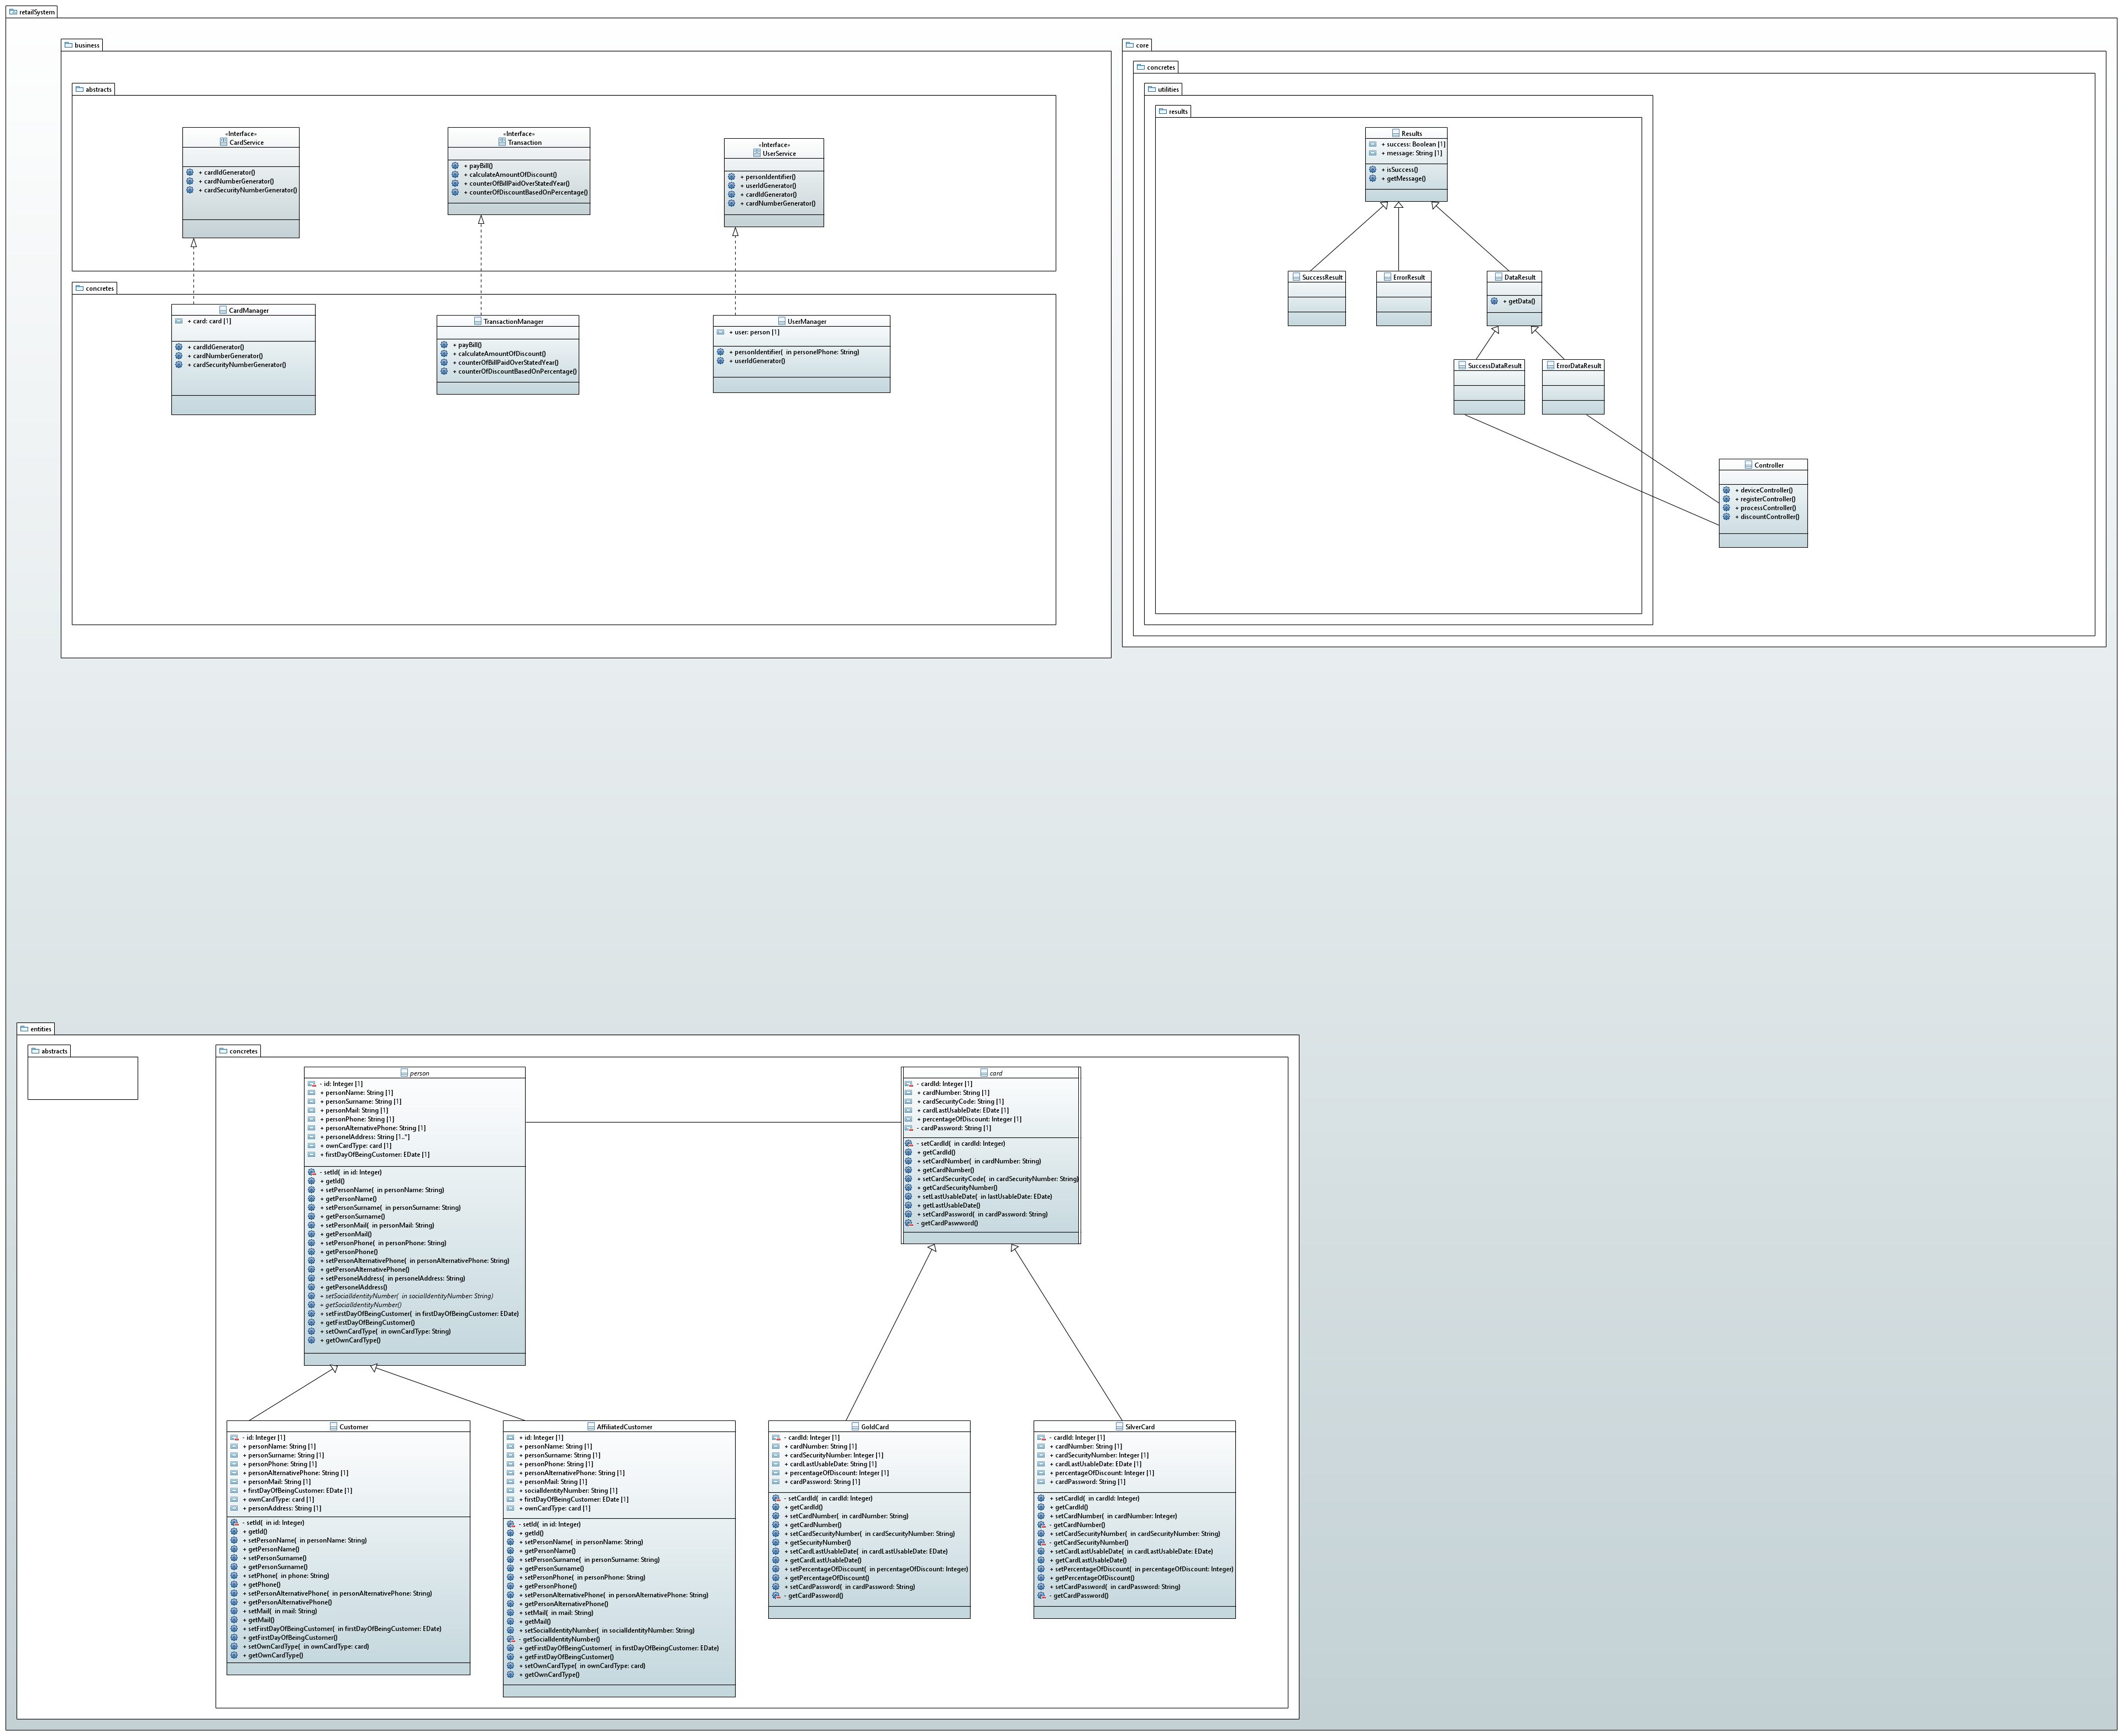 retailSystem
business
abstracts
«Interface»
CardService
+ cardIdGenerator()
+ cardNumberGenerator()
+ cardSecurityNumberGenerator()
«Interface»
Transaction
+ payBill()
+ calculateAmountOfDiscount()
+ counterOfBillPaidOverStatedYear()
+ counterOfDiscountBasedOnPercentage()
«Interface»
UserService
+ personIdentifier()
+ userIdGenerator()
+ cardIdGenerator()
+ cardNumberGenerator()
concretes
CardManager
+ card: card [1]
+ cardIdGenerator()
+ cardNumberGenerator()
+ cardSecurityNumberGenerator()
TransactionManager
+ payBill()
+ calculateAmountOfDiscount()
+ counterOfBillPaidOverStatedYear()
+ counterOfDiscountBasedOnPercentage()
UserManager
+ user: person [1]
+ personIdentifier( in personelPhone: String)
+ userIdGenerator()
core
concretes
utilities
results
Results
+ success: Boolean [1]
+ message: String [1]
+ isSuccess()
+ getMessage()
SuccessResult
ErrorResult
DataResult
+ getData()
SuccessDataResult
ErrorDataResult
Controller
+ deviceController()
+ registerController()
+ processController()
+ discountController()
entities
abstracts
concretes
person
- id: Integer [1]
+ personName: String [1]
+ personSurname: String [1]
+ personMail: String [1]
+ personPhone: String [1]
+ personAlternativePhone: String [1]
+ personelAddress: String [1..*]
+ ownCardType: card [1]
+ firstDayOfBeingCustomer: EDate [1]
- setId( in id: Integer)
+ getId()
+ setPersonName( in personName: String)
+ getPersonName()
+ setPersonSurname( in personSurname: String)
+ getPersonSurname()
+ setPersonMail( in personMail: String)
+ getPersonMail()
+ setPersonPhone( in personPhone: String)
+ getPersonPhone()
+ setPersonAlternativePhone( in personAlternativePhone: String)
+ getPersonAlternativePhone()
+ setPersonelAddress( in personelAddress: String)
+ getPersonelAddress()
+ setSocialIdentityNumber( in socialIdentityNumber: String)
+ getSocialIdentityNumber()
+ setFirstDayOfBeingCustomer( in firstDayOfBeingCustomer: EDate)
+ getFirstDayOfBeingCustomer()
+ setOwnCardType( in ownCardType: String)
+ getOwnCardType()
card
- cardId: Integer [1]
+ cardNumber: String [1]
+ cardSecurityCode: String [1]
+ cardLastUsableDate: EDate [1]
+ percentageOfDiscount: Integer [1]
- cardPassword: String [1]
- setCardId( in cardId: Integer)
+ getCardId()
+ setCardNumber( in cardNumber: String)
+ getCardNumber()
+ setCardSecurityCode( in cardSecurityNumber: String)
+ getCardSecurityNumber()
+ setLastUsableDate( in lastUsableDate: EDate)
+ getLastUsableDate()
+ setCardPassword( in cardPassword: String)
- getCardPaswword()
Customer
- id: Integer [1]
+ personName: String [1]
+ personSurname: String [1]
+ personPhone: String [1]
+ personAlternativePhone: String [1]
+ personMail: String [1]
+ firstDayOfBeingCustomer: EDate [1]
+ ownCardType: card [1]
+ personAddress: String [1]
- setId( in id: Integer)
+ getId()
+ setPersonName( in personName: String)
+ getPersonName()
+ setPersonSurname()
+ getPersonSurname()
+ setPhone( in phone: String)
+ getPhone()
+ setPersonAlternativePhone( in personAlternativePhone: String)
+ getPersonAlternativePhone()
+ setMail( in mail: String)
+ getMail()
+ setFirstDayOfBeingCustomer( in firstDayOfBeingCustomer: EDate)
+ getFirstDayOfBeingCustomer()
+ setOwnCardType( in ownCardType: card)
+ getOwnCardType()
AffiliatedCustomer
+ id: Integer [1]
+ personName: String [1]
+ personSurname: String [1]
+ personPhone: String [1]
+ personAlternativePhone: String [1]
+ personMail: String [1]
+ socialIdentityNumber: String [1]
+ firstDayOfBeingCustomer: EDate [1]
+ ownCardType: card [1]
- setId( in id: Integer)
+ getId()
+ setPersonName( in personName: String)
+ getPersonName()
+ setPersonSurname( in personSurname: String)
+ getPersonSurname()
+ setPersonPhone( in personPhone: String)
+ getPersonPhone()
+ setPersonAlternativePhone( in personAlternativePhone: String)
+ getPersonAlternativePhone()
+ setMail( in mail: String)
+ getMail()
+ setSocialIdentityNumber( in socialIdentityNumber: String)
- getSocialIdentityNumber()
+ getFirstDayOfBeingCustomer( in firstDayOfBeingCustomer: EDate)
+ getFirstDayOfBeingCustomer()
+ setOwnCardType( in ownCardType: card)
+ getOwnCardType()
GoldCard
- cardId: Integer [1]
+ cardNumber: String [1]
+ cardSecurityNumber: Integer [1]
+ cardLastUsableDate: String [1]
+ percentageOfDiscount: Integer [1]
+ cardPassword: String [1]
- setCardId( in cardId: Integer)
+ getCardId()
+ setCardNumber( in cardNumber: String)
+ getCardNumber()
+ setCardSecurityNumber( in cardSecurityNumber: String)
+ getSecurityNumber()
+ setCardLastUsableDate( in cardLastUsableDate: EDate)
+ getCardLastUsableDate()
+ setPercentageOfDiscount( in percentageOfDiscount: Integer)
+ getPercentageOfDiscount()
+ setCardPassword( in cardPassword: String)
- getCardPassword()
SilverCard
- cardId: Integer [1]
+ cardNumber: String [1]
+ cardSecurityNumber: Integer [1]
+ cardLastUsableDate: EDate [1]
+ percentageOfDiscount: Integer [1]
+ cardPassword: String [1]
+ setCardId( in cardId: Integer)
+ getCardId()
+ setCardNumber( in cardNumber: Integer)
- getCardNumber()
+ setCardSecurityNumber( in cardSecurityNumber: String)
- getCardSecurityNumber()
+ setCardLastUsableDate( in cardLastUsableDate: EDate)
+ getCardLastUsableDate()
+ setPercentageOfDiscount( in percentageOfDiscount: Integer)
+ getPercentageOfDiscount()
+ setCardPassword( in cardPassword: String)
- getCardPassword()